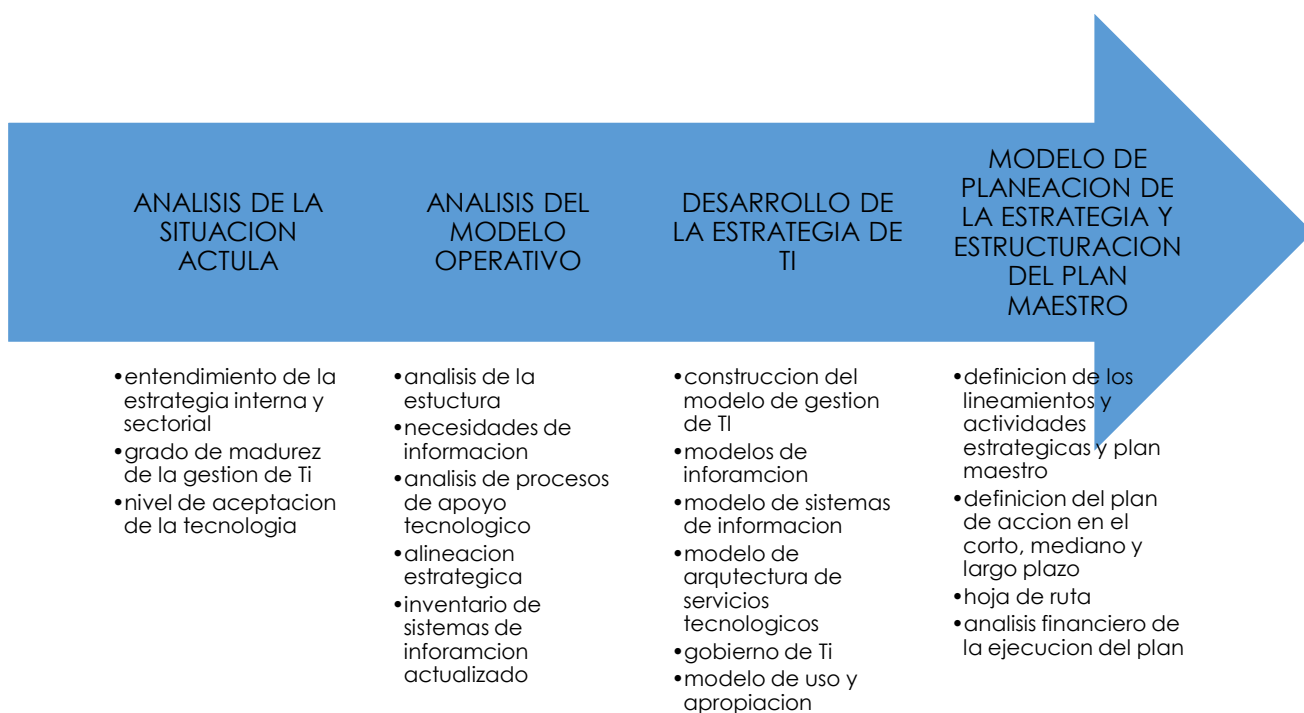 ANALISIS DE LA
SITUACION
ACTULA
ANALISIS DEL
MODELO
OPERATIVO
DESARROLLO DE
LA ESTRATEGIA DE
TI
MODELO DE
PLANEACION DE
LA ESTRATEGIA Y
ESTRUCTURACION
DEL PLAN
MAESTRO
•entendimiento de la
estrategia interna y
sectorial
•grado de madurez
de la gestion de Ti
•nivel de aceptacion
de la tecnologia
•analisis de la
estuctura
•necesidades de
informacion
•analisis de procesos
de apoyo
tecnologico
•alineacion
estrategica
•inventario de
sistemas de
inforamcion
actualizado
•construccion del
modelo de gestion
de TI
•modelos de
inforamcion
•modelo de sistemas
de informacion
•modelo de
arqutectura de
servicios
tecnologicos
•gobierno de Ti
•modelo de uso y
apropiacion
•definicion de los
lineamientos y
actividades
estrategicas y plan
maestro
•definicion del plan
de accion en el
corto, mediano y
largo plazo
•hoja de ruta
•analisis financiero de
la ejecucion del plan